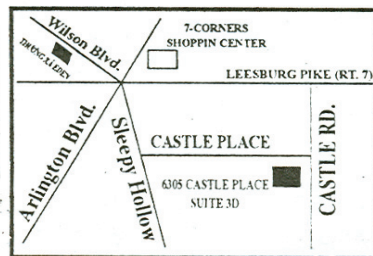 Wilson Blvd.
7-CORNERS
SHOPPIN CENTER
LEESBURG PIKE (RT. 7)
Arlington Blvd.
Sleepy Hollow
CASTLE PLACE
6305 CASTLE PLACE
SUITE 3D
CASTLE RD.